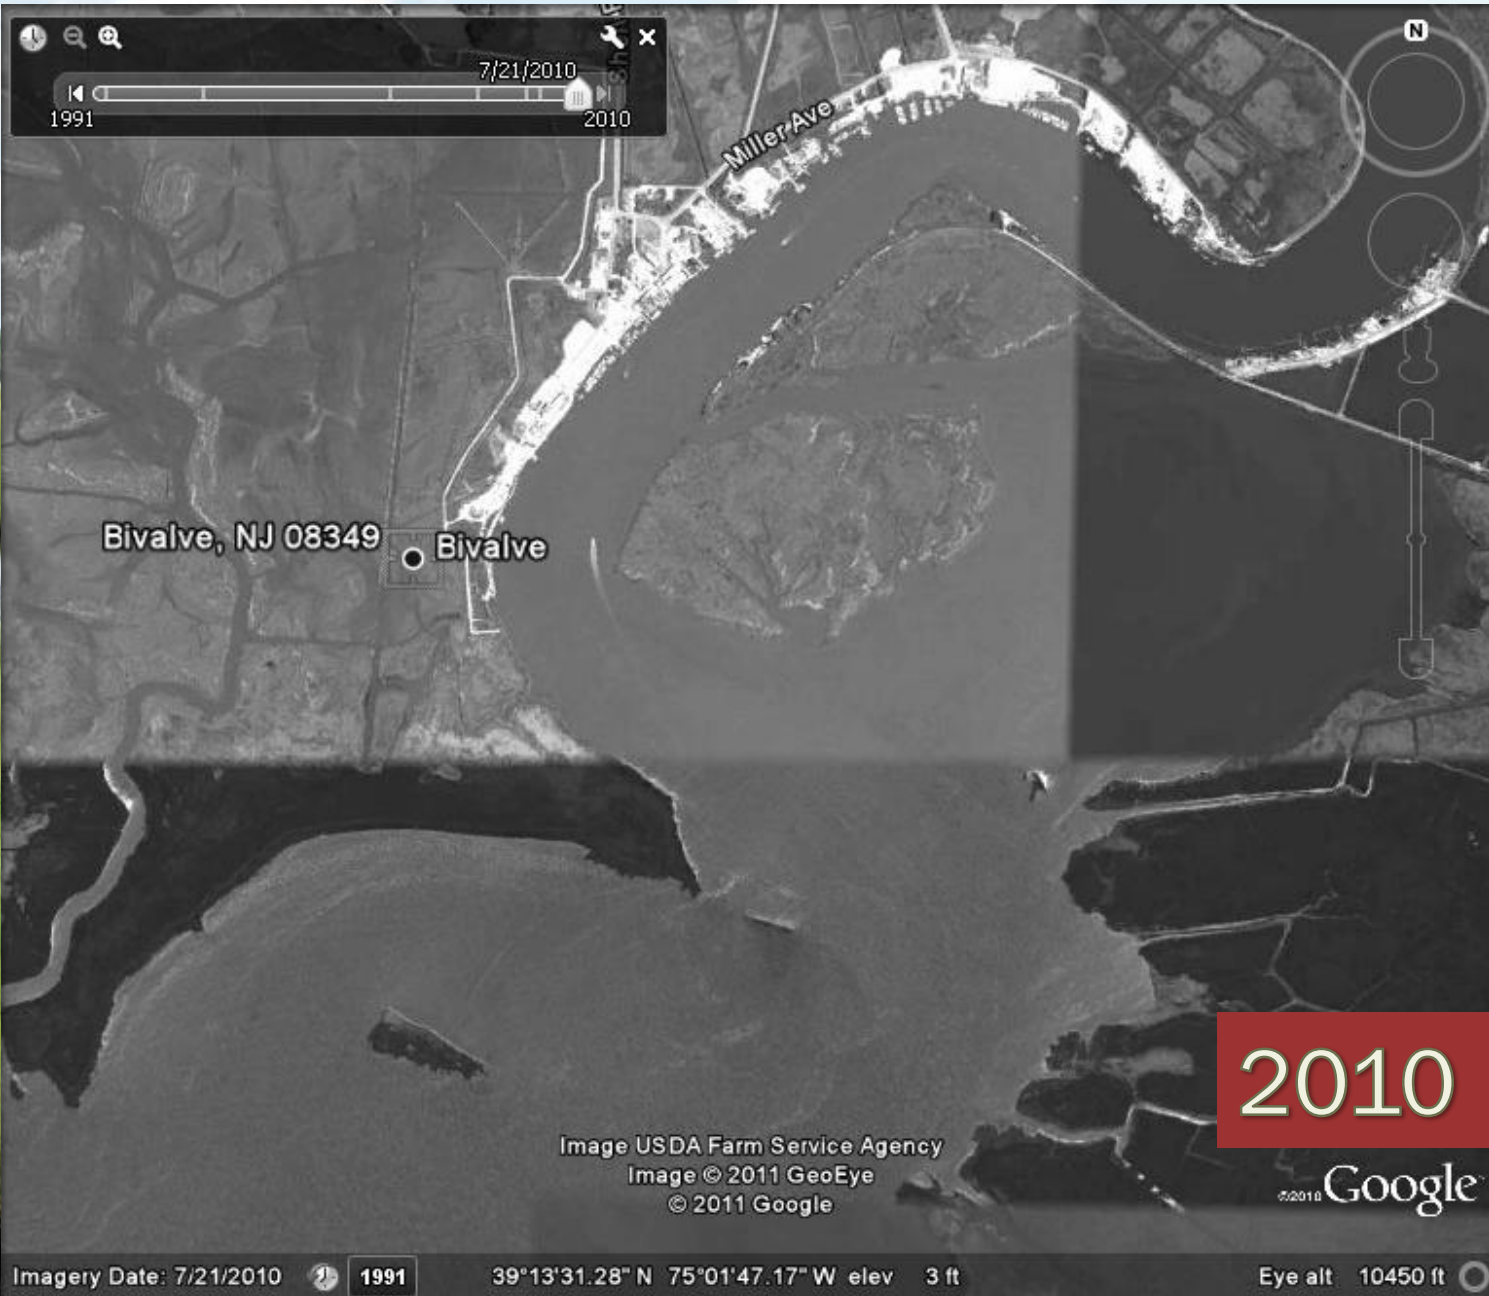 7/21/2010
1991
2010
N
Miller Ave
Bivalve, NJ 08349
Bivalve
2010
Image USDA Farm Service Agency
Image © 2011 GeoEye
© 2011 Google
©2010 Google
Imagery Date: 7/21/2010
1991
39°13'31.28" N 75°01'47.17" W elev 3 ft
Eye alt 10450 ft